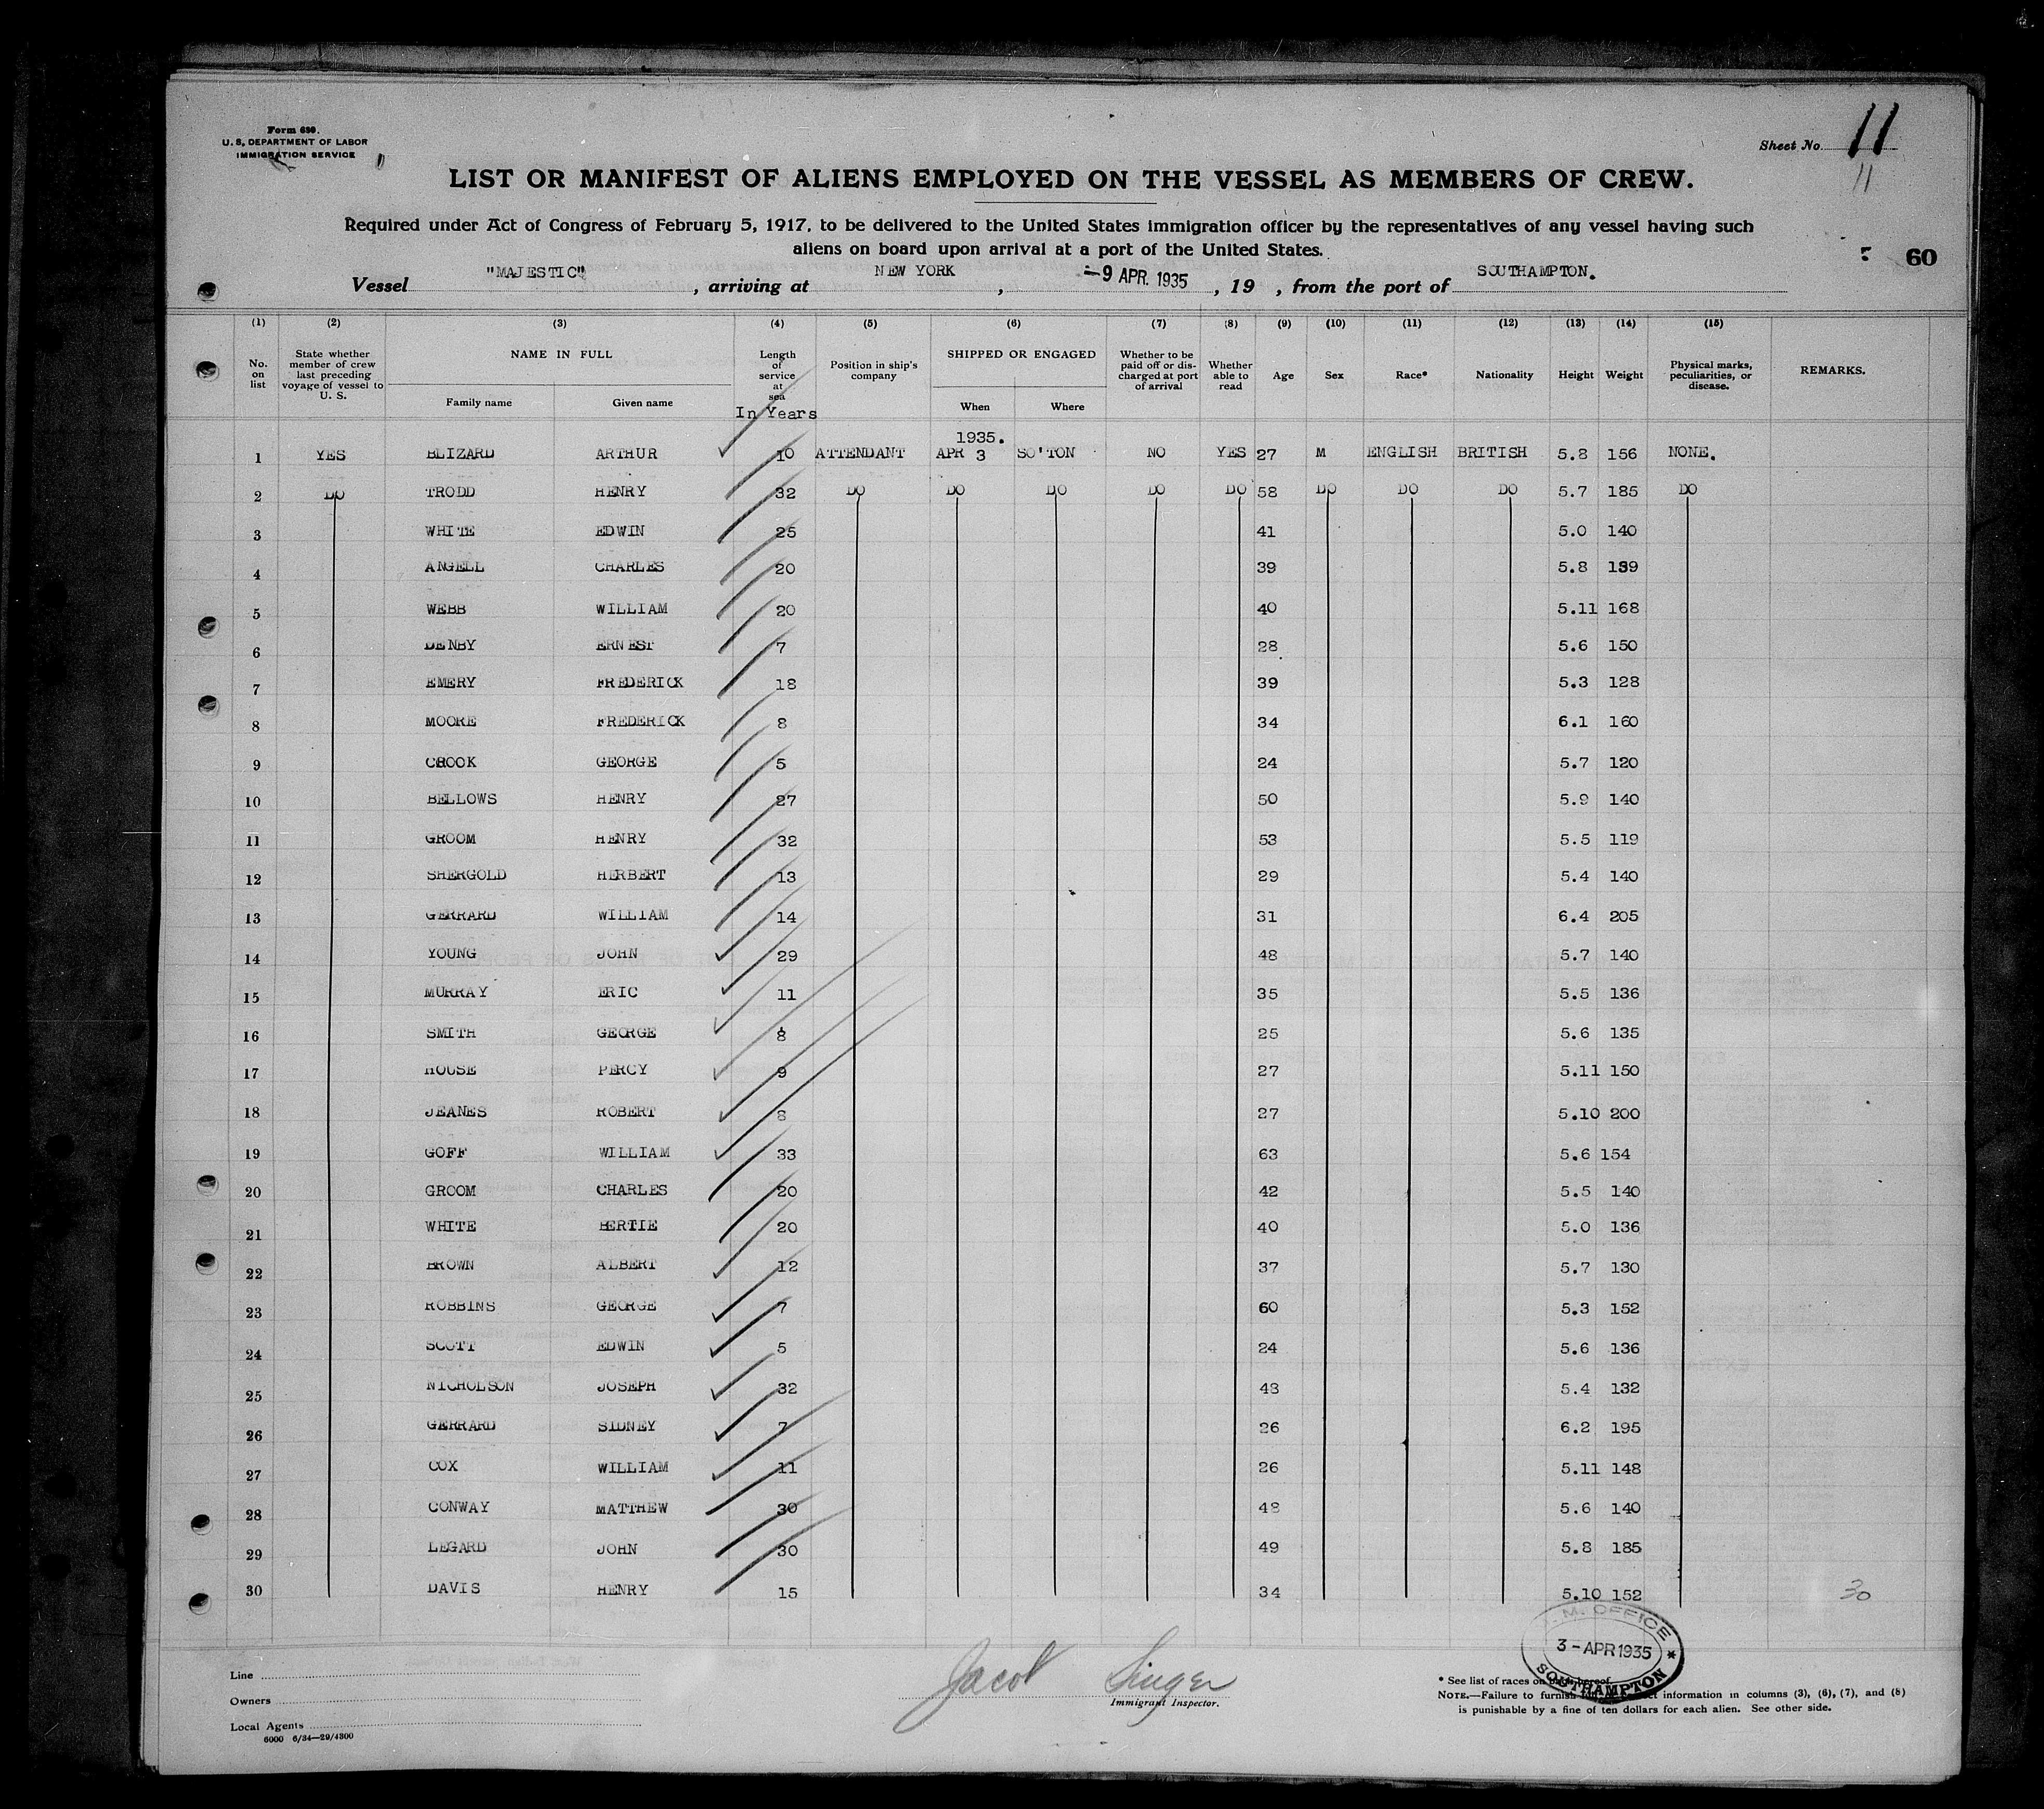 Form 680.
U. S. DEPARTMENT OF LABOR
IMMIGRATION SERVICE
Sheet No. 11
11
LIST OR MANIFEST OF ALIENS EMPLOYED ON THE VESSEL AS MEMBERS OF CREW.
Required under Act of Congress of February 5, 1917, to be delivered to the United States immigration officer by the representatives of any vessel having such
aliens on board upon arrival at a port of the United States.
60
Vessel "MAJESTIC", arriving at NEW YORK, -9 APR. 1935, 19 , from the port of SOUTHAMPTON.
(1) (2) (3) (4) (5) (6) (7) (8) (9) (10) (11) (12) (13) (14) (15)
No. on list State whether member of crew last preceding voyage of vessel to U. S. NAME IN FULL Family name Given name Length of service at sea In Years Position in ship's company SHIPPED OR ENGAGED When Where Whether to be paid off or discharged at port of arrival Whether able to read Age Sex Race* Nationality Height Weight Physical marks, peculiarities, or disease. REMARKS.
1935.
1 YES BLIZARD ARTHUR 10 ATTENDANT APR 3 SO'TON NO YES 27 M ENGLISH BRITISH 5.8 156 NONE.
2 DO TRODD HENRY 32 DO DO DO DO DO 58 DO DO DO 5.7 185 DO
3 WHITE EDWIN 25 41 5.0 140
4 ANGELL CHARLES 20 39 5.8 139
5 WEBB WILLIAM 20 40 5.11 168
6 DENBY ERNEST 7 28 5.6 150
7 EMERY FREDERICK 18 39 5.3 128
8 MOORE FREDERICK 8 34 6.1 160
9 CROOK GEORGE 5 24 5.7 120
10 BELLOWS HENRY 27 50 5.9 140
11 GROOM HENRY 32 53 5.5 119
12 SHERGOLD HERBERT 13 29 5.4 140
13 GERRARD WILLIAM 14 31 6.4 205
14 YOUNG JOHN 29 48 5.7 140
15 MURRAY ERIC 11 35 5.5 136
16 SMITH GEORGE 8 25 5.6 135
17 HOUSE PERCY 9 27 5.11 150
18 JEANES ROBERT 8 27 5.10 200
19 GOFF WILLIAM 33 63 5.6 154
20 GROOM CHARLES 20 42 5.5 140
21 WHITE BERTIE 20 40 5.0 136
22 BROWN ALBERT 12 37 5.7 130
23 ROBBINS GEORGE 7 60 5.3 152
24 SCOTT EDWIN 5 24 5.6 136
25 NICHOLSON JOSEPH 32 48 5.4 132
26 GERRARD SIDNEY 7 26 6.2 195
27 COX WILLIAM 11 26 5.11 148
28 CONWAY MATTHEW 30 48 5.6 140
29 LEGARD JOHN 30 49 5.8 185
30 DAVIS HENRY 15 34 5.10 152
30
M. OFFICE
3-APR 1935
SOUTHAMPTON
Line
Owners
Local Agents
6000 6/34—29/4300
Jacob Singer
Immigrant Inspector.
* See list of races on back hereof.
NOTE.—Failure to furnish information in columns (3), (6), (7), and (8)
is punishable by a fine of ten dollars for each alien. See other side.